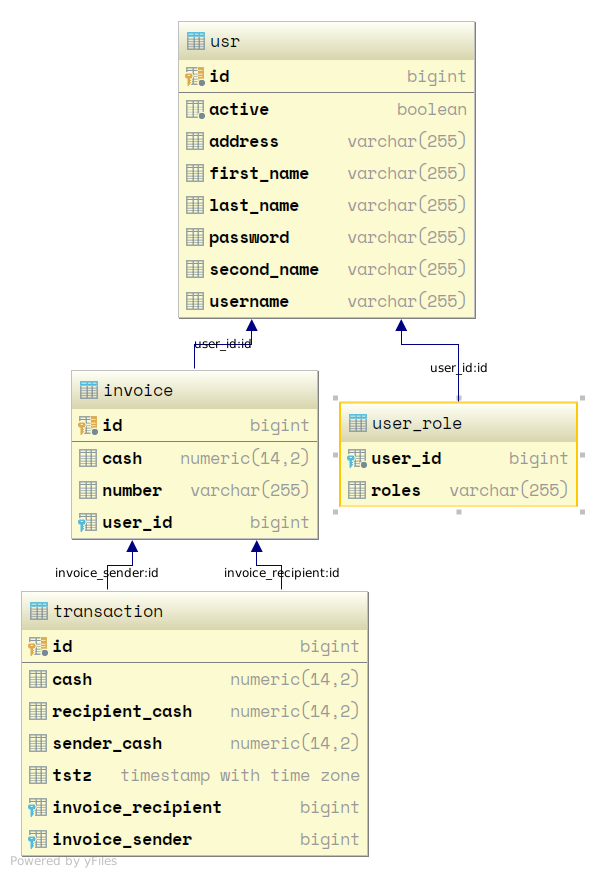 usr
id bigint
active boolean
address varchar(255)
first_name varchar(255)
last_name varchar(255)
password varchar(255)
second_name varchar(255)
username varchar(255)
user_id:id
user_id:id
invoice
id bigint
cash numeric(14,2)
number varchar(255)
user_id bigint
user_role
user_id bigint
roles varchar(255)
invoice_sender:id
invoice_recipient:id
transaction
id bigint
cash numeric(14,2)
recipient_cash numeric(14,2)
sender_cash numeric(14,2)
tstz timestamp with time zone
invoice_recipient bigint
invoice_sender bigint
Powered by yFiles